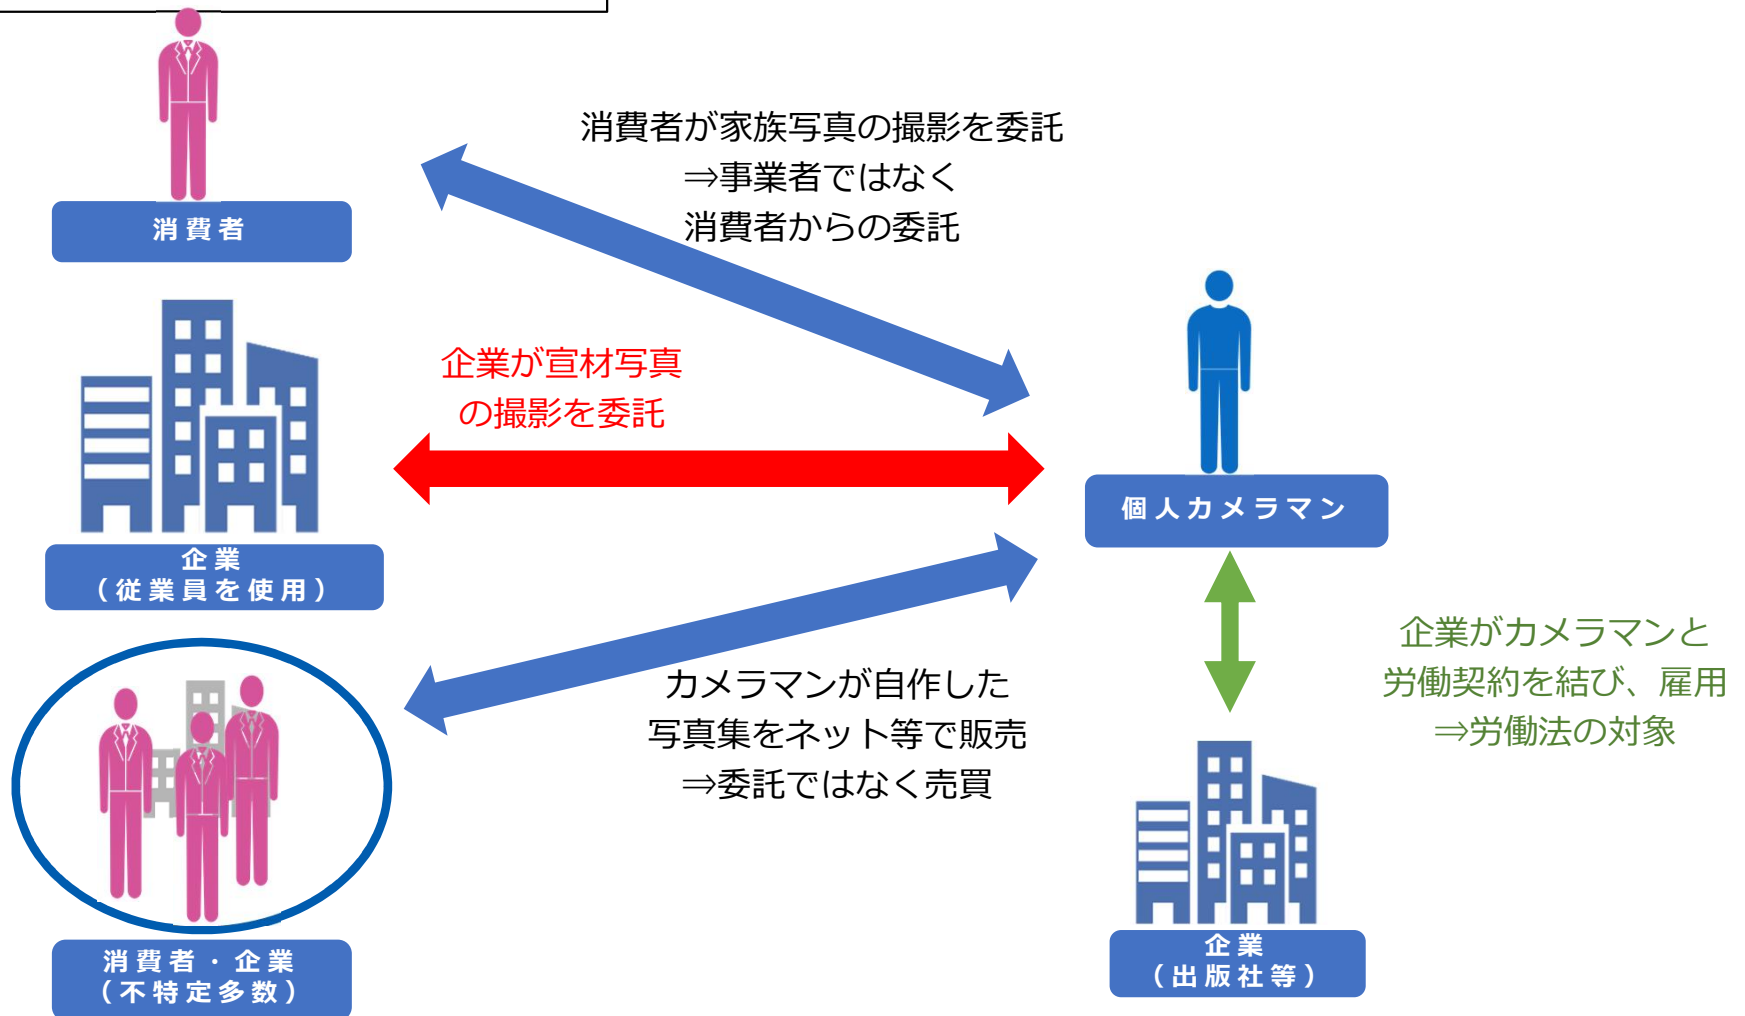 消費者が家族写真の撮影を委託
⇒事業者ではなく
消費者からの委託
消費者
企業が宣材写真
の撮影を委託
個人カメラマン
企業
（従業員を使用）
カメラマンが自作した
写真集をネット等で販売
⇒委託ではなく売買
企業がカメラマンと
労働契約を結び、雇用
⇒労働法の対象
消費者・企業
（不特定多数）
企業
（出版社等）